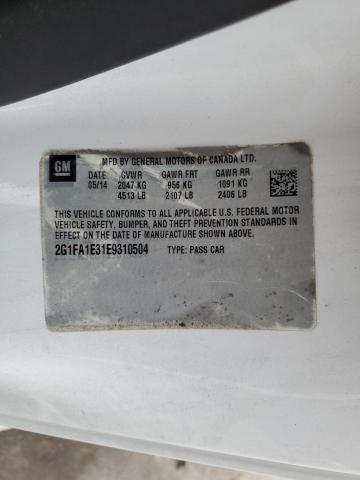 GM
MFD BY GENERAL MOTORS OF CANADA LTD.
DATE GVWR GAWR FRT GAWR RR
05/14 2047 KG 956 KG 1091 KG
4513 LB 2107 LB 2406 LB
THIS VEHICLE CONFORMS TO ALL APPLICABLE U.S. FEDERAL MOTOR
VEHICLE SAFETY, BUMPER, AND THEFT PREVENTION STANDARDS IN
EFFECT ON THE DATE OF MANUFACTURE SHOWN ABOVE.
2G1FA1E31E9310504 TYPE: PASS CAR